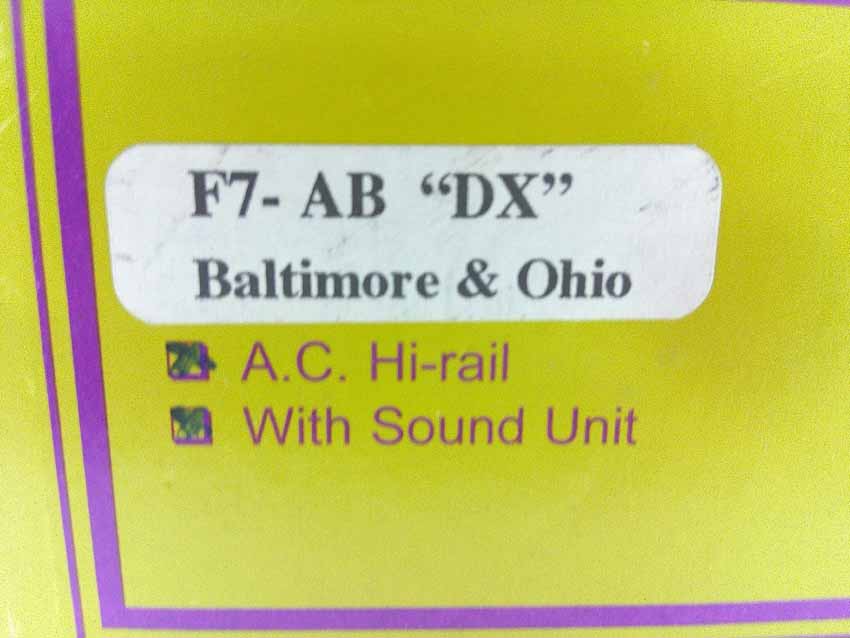 F7- AB “DX”
Baltimore & Ohio
A.C. Hi-rail
With Sound Unit